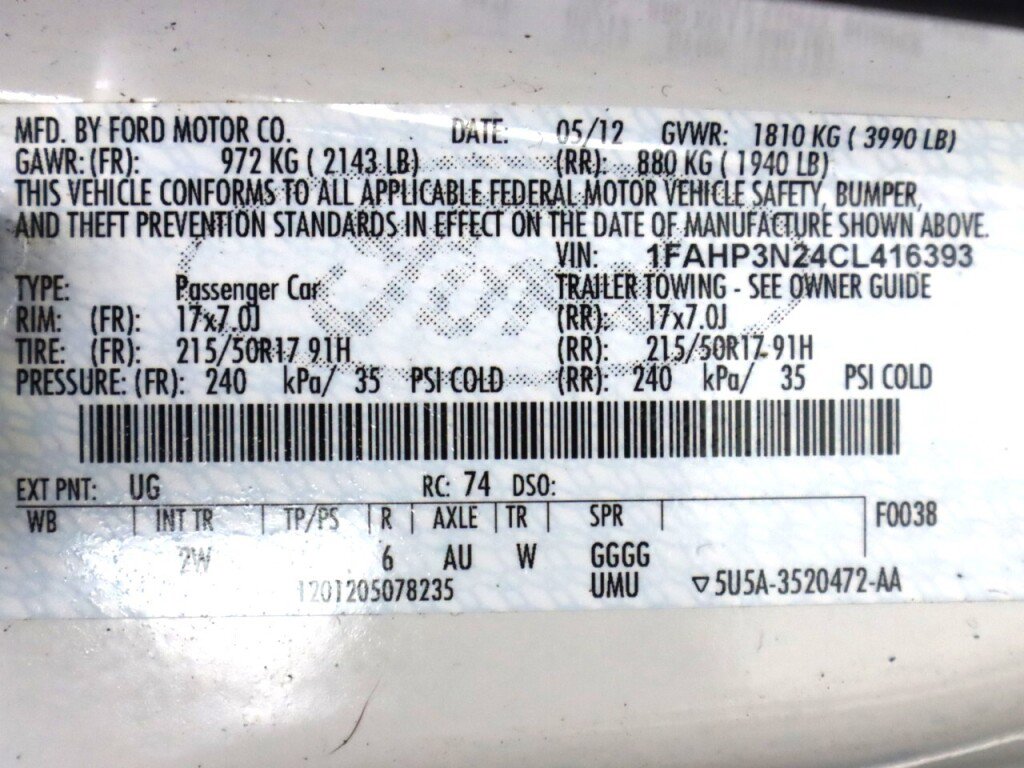 MFD. BY FORD MOTOR CO. DATE: 05/12 GVWR: 1810 KG ( 3990 LB)
GAWR: (FR): 972 KG ( 2143 LB) (RR): 880 KG ( 1940 LB)
THIS VEHICLE CONFORMS TO ALL APPLICABLE FEDERAL MOTOR VEHICLE SAFETY, BUMPER,
AND THEFT PREVENTION STANDARDS IN EFFECT ON THE DATE OF MANUFACTURE SHOWN ABOVE.
VIN: 1FAHP3N24CL416393
TYPE: Passenger Car TRAILER TOWING - SEE OWNER GUIDE
RIM: (FR): 17x7.0J (RR): 17x7.0J
TIRE: (FR): 215/50R17 91H (RR): 215/50R17 91H
PRESSURE: (FR): 240 kPa/ 35 PSI COLD (RR): 240 kPa/ 35 PSI COLD
EXT PNT: UG RC: 74 DSO:
WB INT TR TP/PS R AXLE TR SPR F0038
2W 6 AU W GGGG
1201205078235 UMU ▽5U5A-3520472-AA